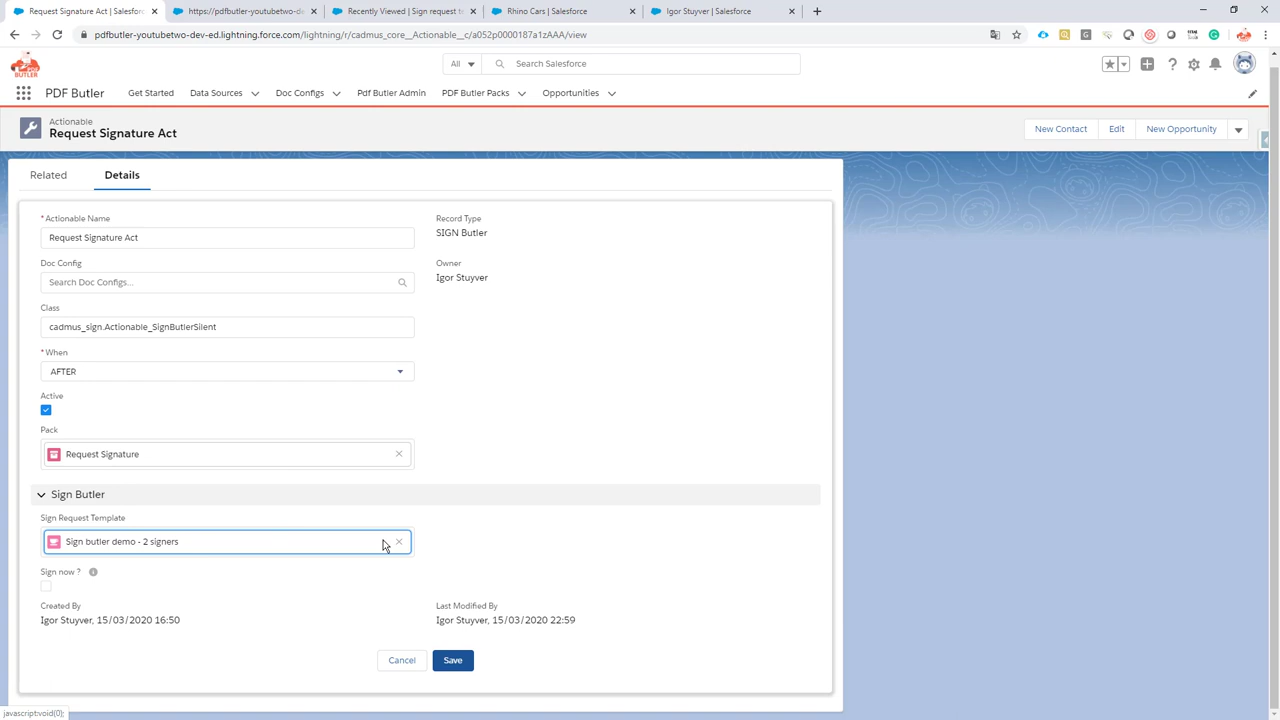 Request Signature Act | Salesfor
https://pdfbutler-youtubetwo-de
Recently Viewed | Sign request te
Rhino Cars | Salesforce
Igor Stuyver | Salesforce
pdfbutler-youtubetwo-dev-ed.lightning.force.com/lightning/r/cadmus_core__Actionable__c/a052p0000187a1zAAA/view
PDF BUTLER
All
Search Salesforce
PDF Butler
Get Started
Data Sources
Doc Configs
Pdf Butler Admin
PDF Butler Packs
Opportunities
Actionable
Request Signature Act
New Contact
Edit
New Opportunity
Related
Details
*Actionable Name
Request Signature Act
Record Type
SIGN Butler
Doc Config
Search Doc Configs...
Owner
Igor Stuyver
Class
cadmus_sign.Actionable_SignButlerSilent
*When
AFTER
Active
Pack
Request Signature
Sign Butler
Sign Request Template
Sign butler demo - 2 signers
Sign now ?
Created By
Igor Stuyver, 15/03/2020 16:50
Last Modified By
Igor Stuyver, 15/03/2020 22:59
Cancel
Save
javascript:void(0);